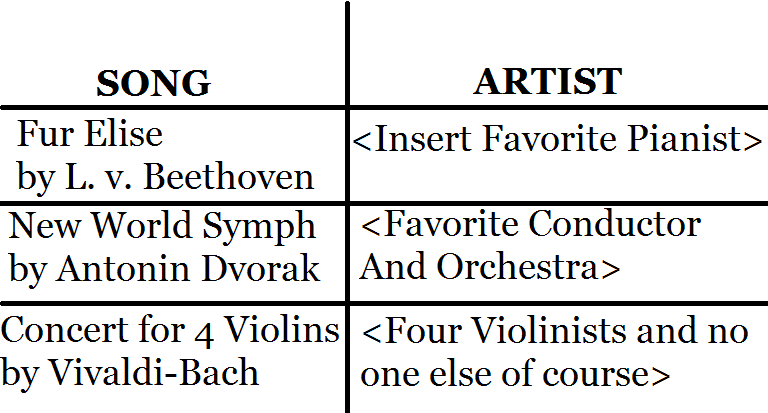 SONG ARTIST
Fur Elise
by L. v. Beethoven
<Insert Favorite Pianist>
New World Symph
by Antonin Dvorak
<Favorite Conductor
And Orchestra>
Concert for 4 Violins
by Vivaldi-Bach
<Four Violinists and no
one else of course>